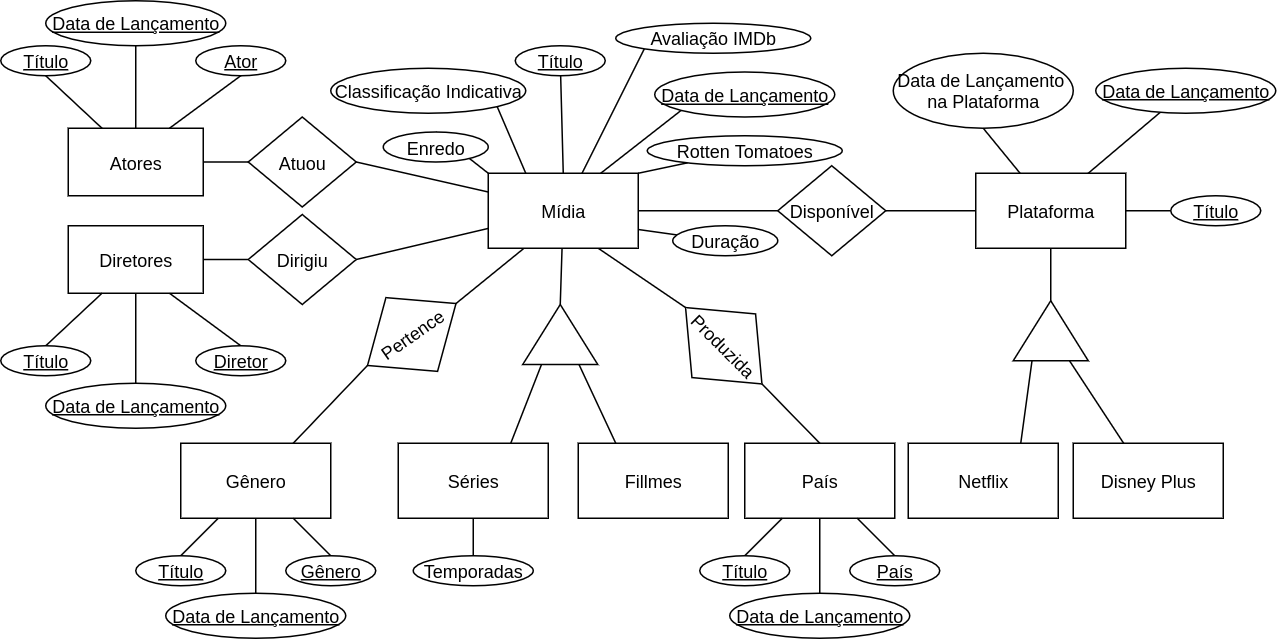 Data de Lançamento
Título
Ator
Atores
Atuou
Diretores
Dirigiu
Título
Diretor
Data de Lançamento
Classificação Indicativa
Título
Avaliação IMDb
Data de Lançamento
Enredo
Rotten Tomatoes
Mídia
Duração
Disponível
Data de Lançamento
na Plataforma
Data de Lançamento
Plataforma
Título
Pertence
Produzida
Gênero
Séries
Fillmes
País
Netflix
Disney Plus
Título
Gênero
Data de Lançamento
Temporadas
Título
País
Data de Lançamento